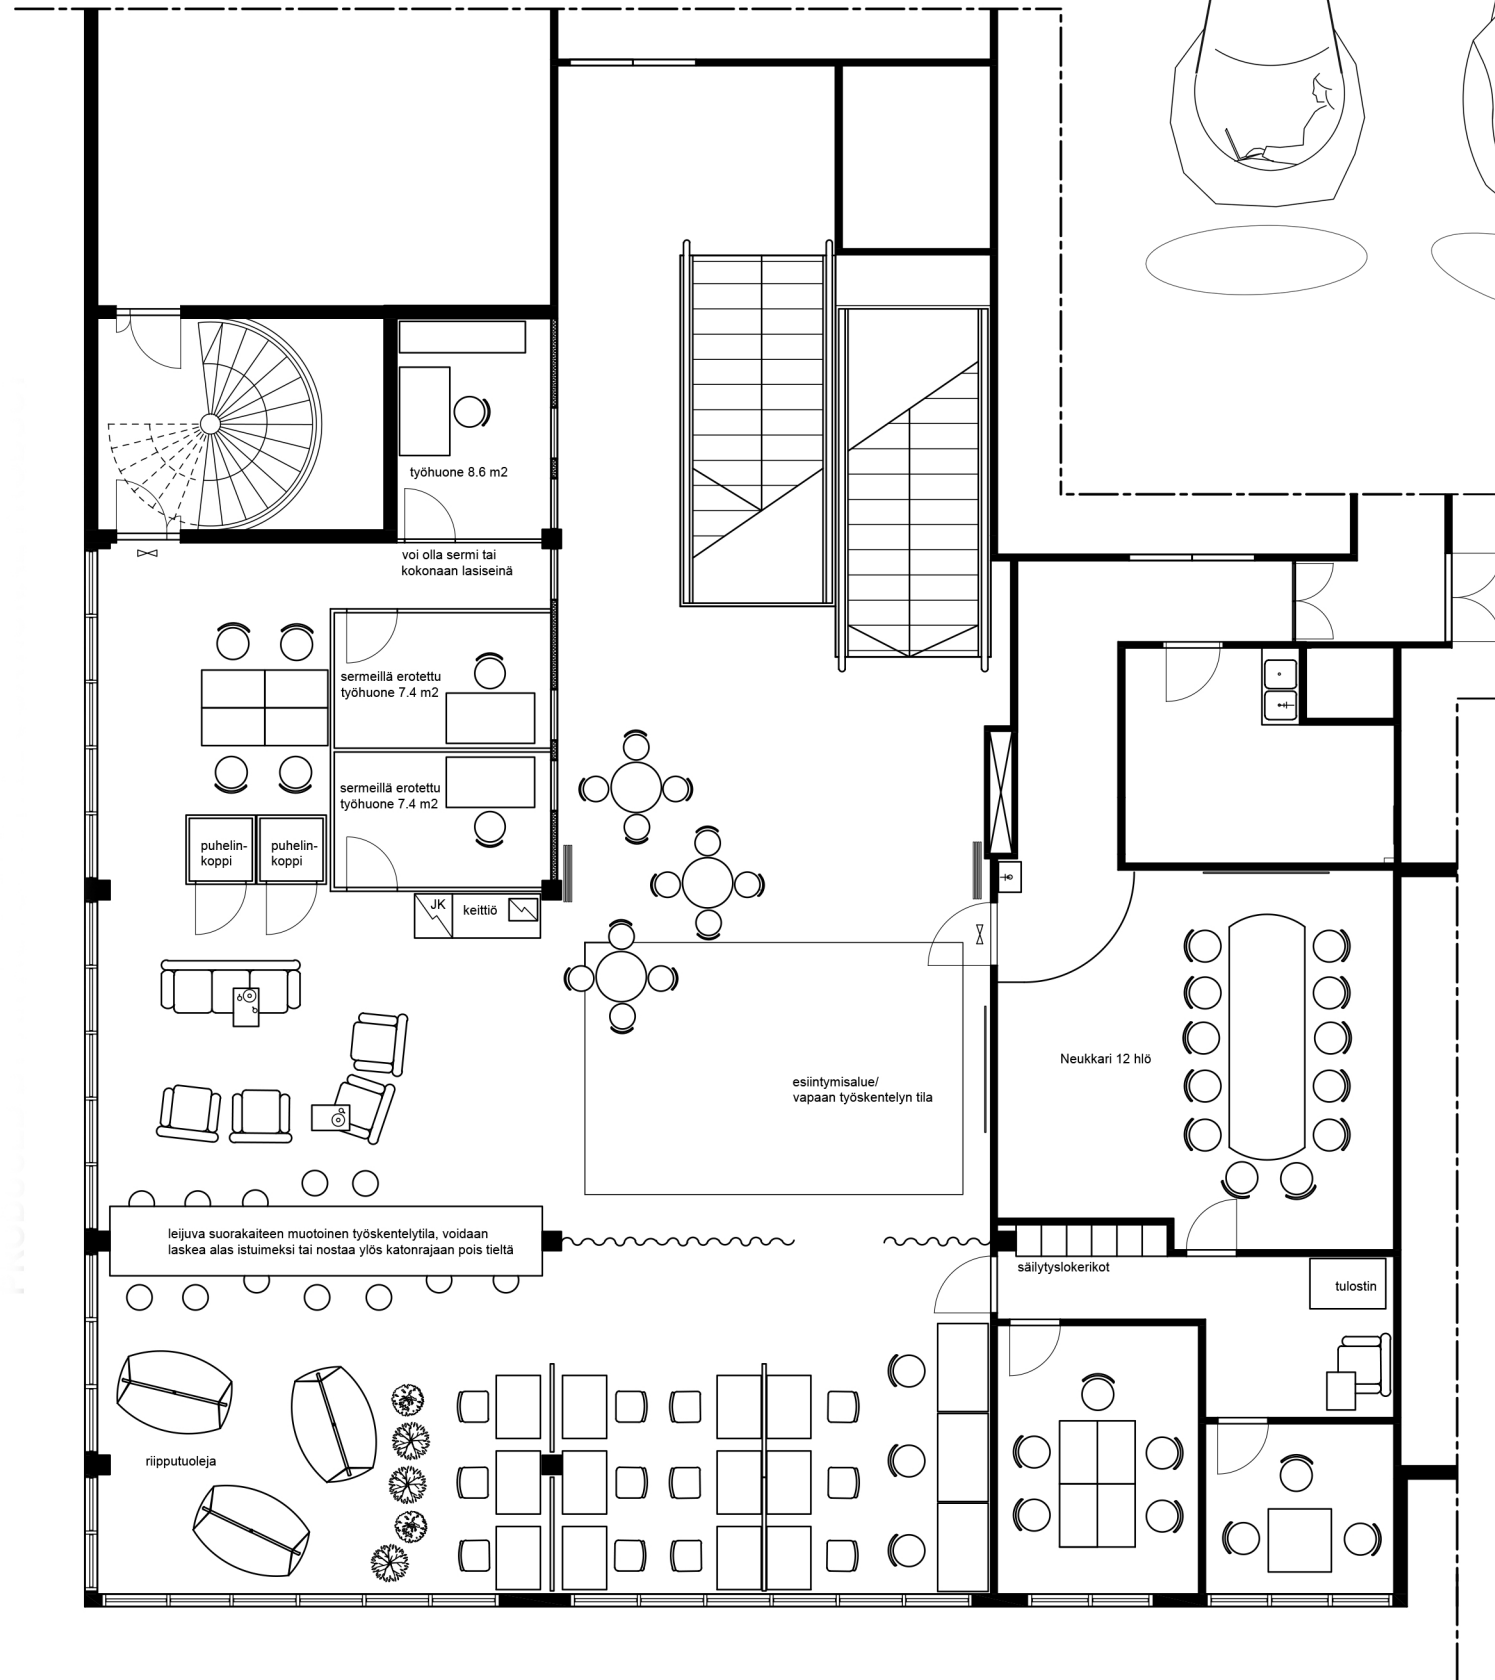 työhuone 8.6 m2
voi olla sermi tai
kokonaan lasiseinä
sermeillä erotettu
työhuone 7.4 m2
sermeillä erotettu
työhuone 7.4 m2
puhelin-
koppi
puhelin-
koppi
JK
keittiö
Neukkari 12 hlö
esiintymisalue/
vapaan työskentelyn tila
leijuva suorakaiteen muotoinen työskentelytila, voidaan
laskea alas istuimeksi tai nostaa ylös katonrajaan pois tieltä
säilytyslokerikot
tulostin
riipputuoleja